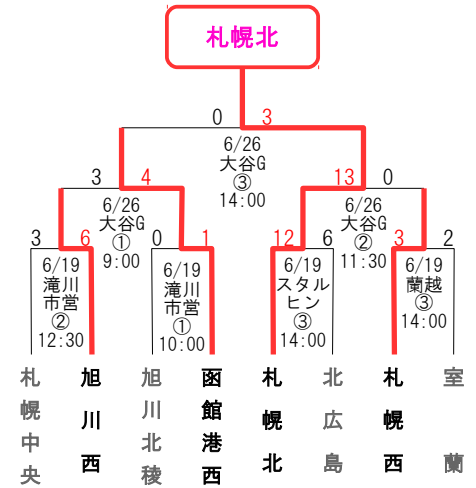 札幌北
0 3
6/26
大谷G
③
14:00
3 4
13 0
6/26
大谷G
①
9:00
6/26
大谷G
②
11:30
3 6
0 1
12 6
3 2
6/19
滝川
市営
②
12:30
6/19
滝川
市営
①
10:00
6/19
スタル
ヒン
③
14:00
6/19
蘭越
③
14:00
札幌中央
旭川西
旭川北稜
函館港西
札幌北
北広島
札幌西
室蘭